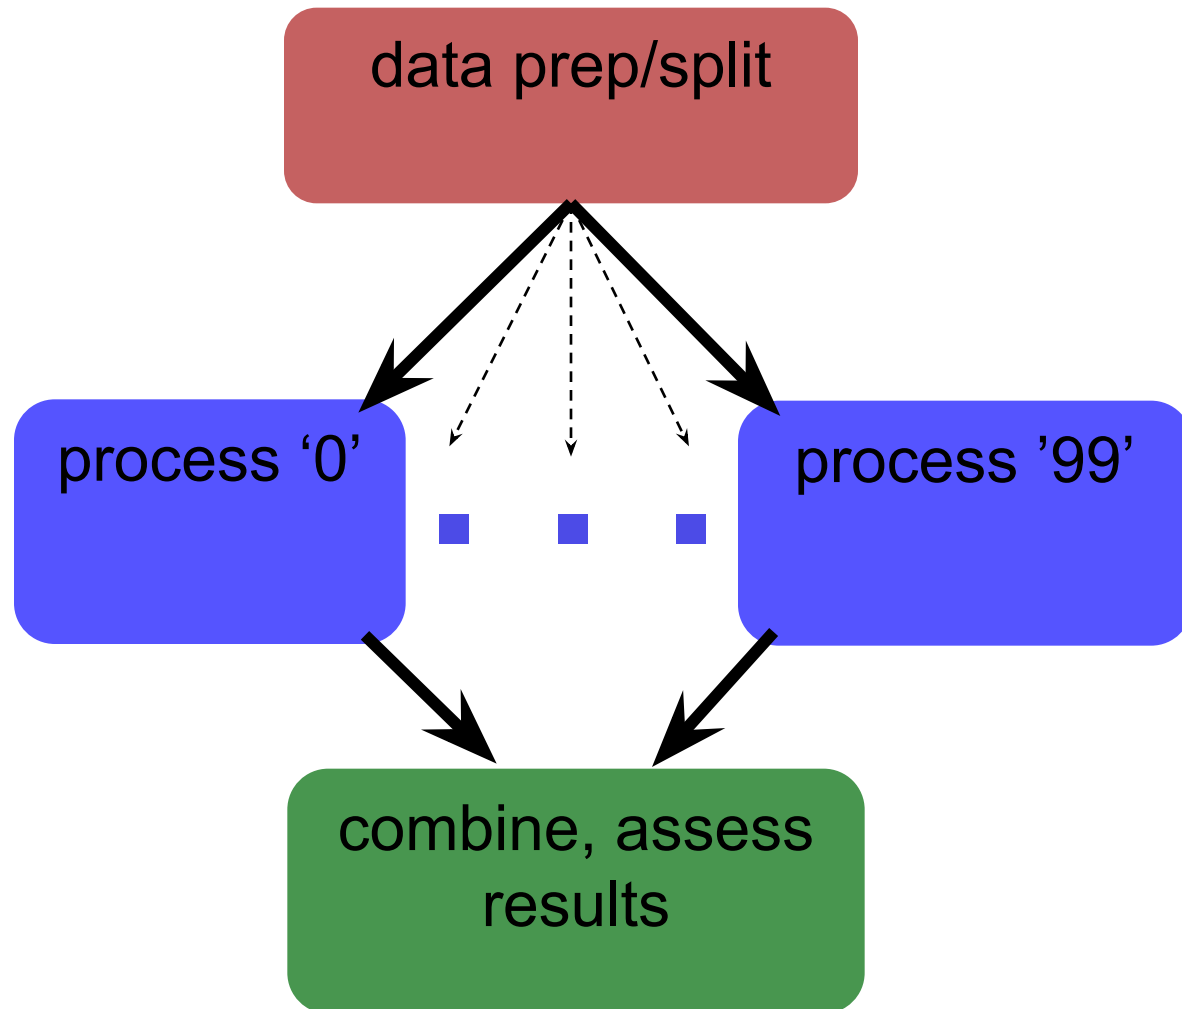 data prep/split
process ‘0’
process ’99’
combine, assess
results